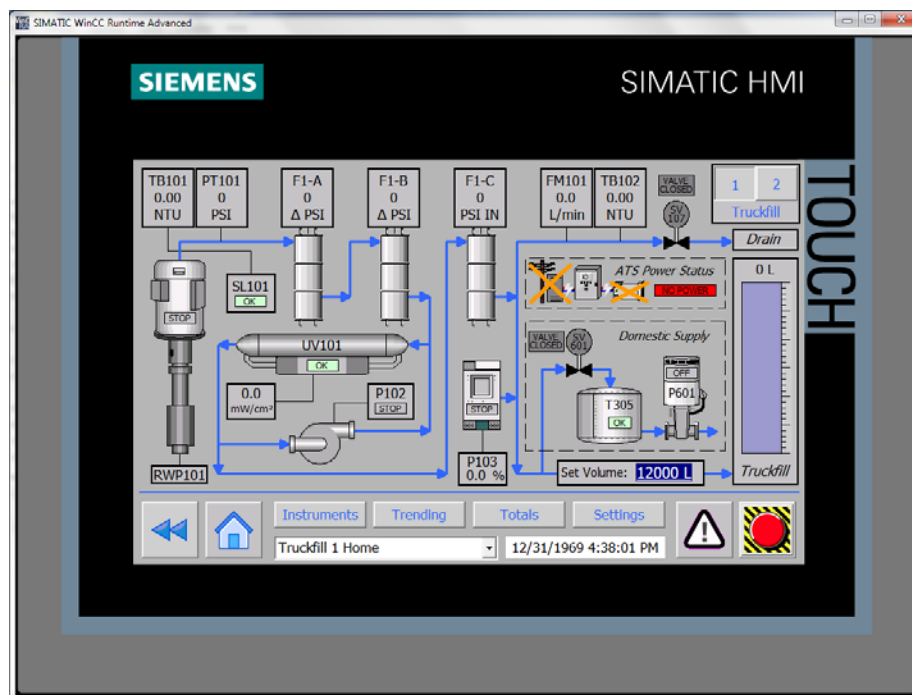 SIMATIC WinCC Runtime Advanced
SIEMENS
SIMATIC HMI
TOUCH
TB101
0.00
NTU
PT101
0
PSI
F1-A
0
Δ PSI
F1-B
0
Δ PSI
F1-C
0
PSI IN
FM101
0.0
L/min
TB102
0.00
NTU
VALVE
CLOSED
SV
107
1 2
Truckfill
Drain
STOP
SL101
OK
ATS Power Status
NO POWER
0 L
UV101
OK
0.0
mW/cm²
P102
STOP
RWP101
STOP
P103
0.0 %
VALVE
CLOSED
SV
601
Domestic Supply
T305
OK
OFF
P601
Set Volume: 12000 L
Truckfill
Instruments
Trending
Totals
Settings
Truckfill 1 Home
12/31/1969 4:38:01 PM